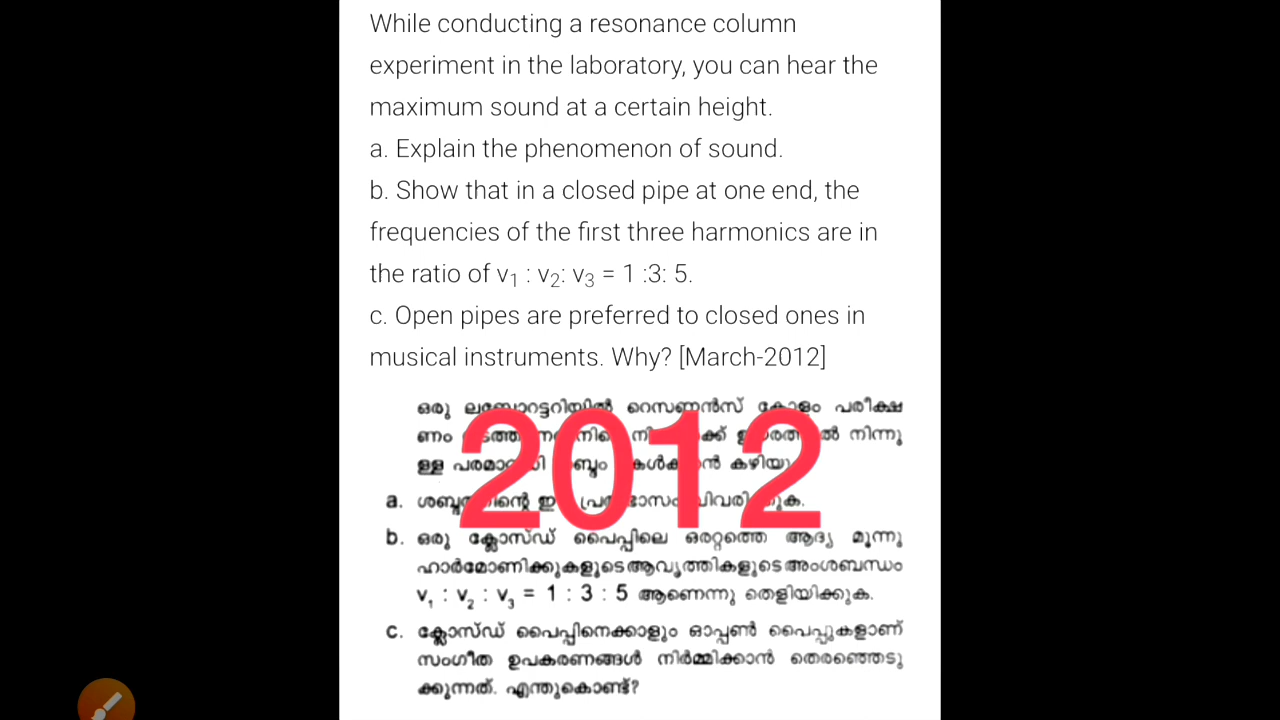 While conducting a resonance column
experiment in the laboratory, you can hear the
maximum sound at a certain height.
a. Explain the phenomenon of sound.
b. Show that in a closed pipe at one end, the
frequencies of the first three harmonics are in
the ratio of v₁ : v₂: v₃ = 1 :3: 5.
c. Open pipes are preferred to closed ones in
musical instruments. Why? [March-2012]
ഒരു റെസണൻസ് കോളം പരീക്ഷ
ണം നിന്നു
ള്ള
2012
a. ഈ
b. ഒരു ക്ലോസ്ഡ് പൈപ്പിലെ ഒരറ്റത്തെ ആദ്യ മൂന്നു
ഹാർമോണിക്കുകളുടെ ആവൃത്തികളുടെ അംശബന്ധം
v₁ : v₂ : v₃ = 1 : 3 : 5 ആണെന്നു തെളിയിക്കുക.
c. ക്ലോസ്ഡ് പൈപ്പിനെക്കാളും ഓപ്പൺ പൈപ്പുകളാണ്
സംഗീത ഉപകരണങ്ങൾ നിർമ്മിക്കാൻ തെരഞ്ഞെടു
ക്കുന്നത്. എന്തുകൊണ്ട്?